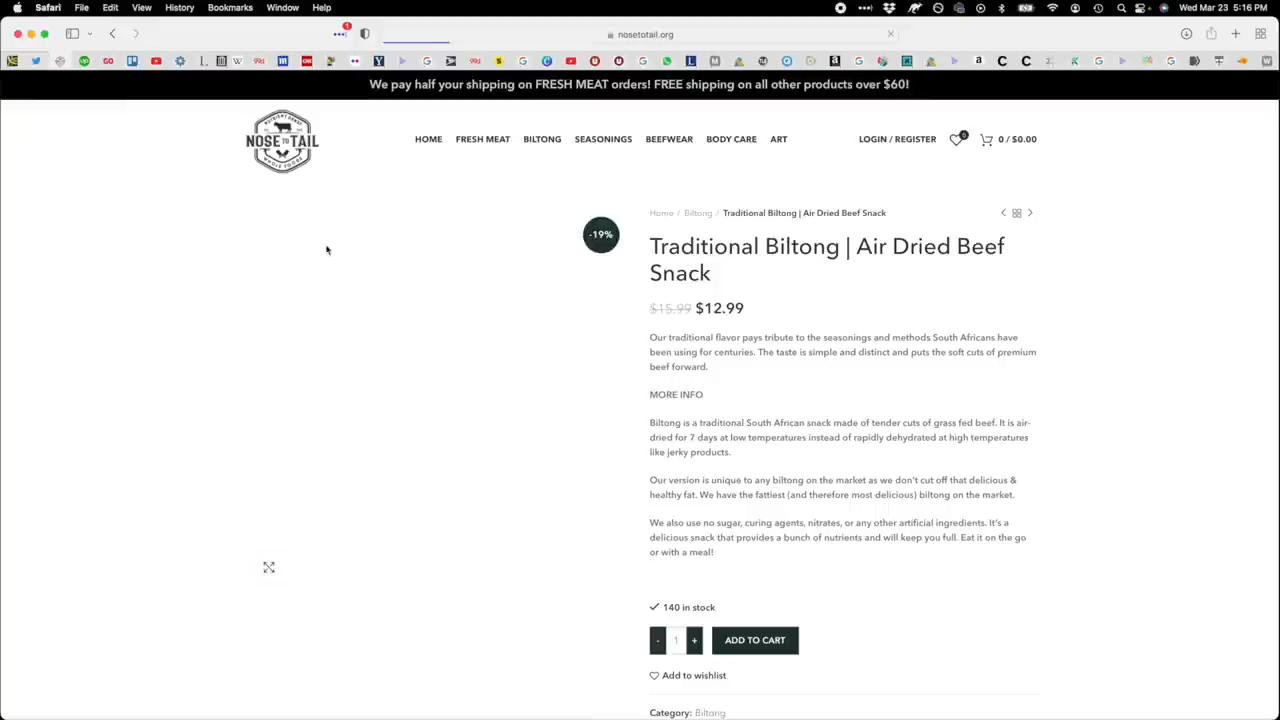 Safari File Edit View History Bookmarks Window Help
Wed Mar 23 5:16 PM
nosetotail.org
We pay half your shipping on FRESH MEAT orders! FREE shipping on all other products over $60!
NOSE TO TAIL
WHOLE FOODS
HOME FRESH MEAT BILTONG SEASONINGS BEEFWEAR BODY CARE ART
LOGIN / REGISTER 0 0 / $0.00
Home / Biltong / Traditional Biltong | Air Dried Beef Snack
-19%
Traditional Biltong | Air Dried Beef
Snack
$15.99 $12.99
Our traditional flavor pays tribute to the seasonings and methods South Africans have
been using for centuries. The taste is simple and distinct and puts the soft cuts of premium
beef forward.
MORE INFO
Biltong is a traditional South African snack made of tender cuts of grass fed beef. It is air-
dried for 7 days at low temperatures instead of rapidly dehydrated at high temperatures
like jerky products.
Our version is unique to any biltong on the market as we don't cut off that delicious &
healthy fat. We have the fattiest (and therefore most delicious) biltong on the market.
We also use no sugar, curing agents, nitrates, or any other artificial ingredients. It's a
delicious snack that provides a bunch of nutrients and will keep you full. Eat it on the go
or with a meal!
140 in stock
- 1 + ADD TO CART
Add to wishlist
Category: Biltong